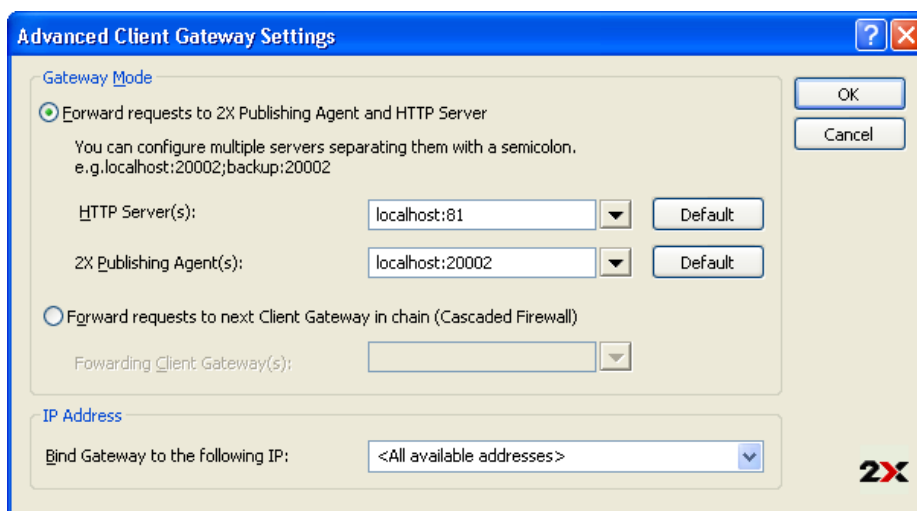 Advanced Client Gateway Settings
Gateway Mode
Forward requests to 2X Publishing Agent and HTTP Server
OK
You can configure multiple servers separating them with a semicolon.
Cancel
e.g.localhost:20002;backup:20002
HTTP Server(s):
localhost:81
Default
2X Publishing Agent(s):
localhost:20002
Default
Forward requests to next Client Gateway in chain (Cascaded Firewall)
Fowarding Client Gateway(s):
IP Address
Bind Gateway to the following IP:
<All available addresses>
2X